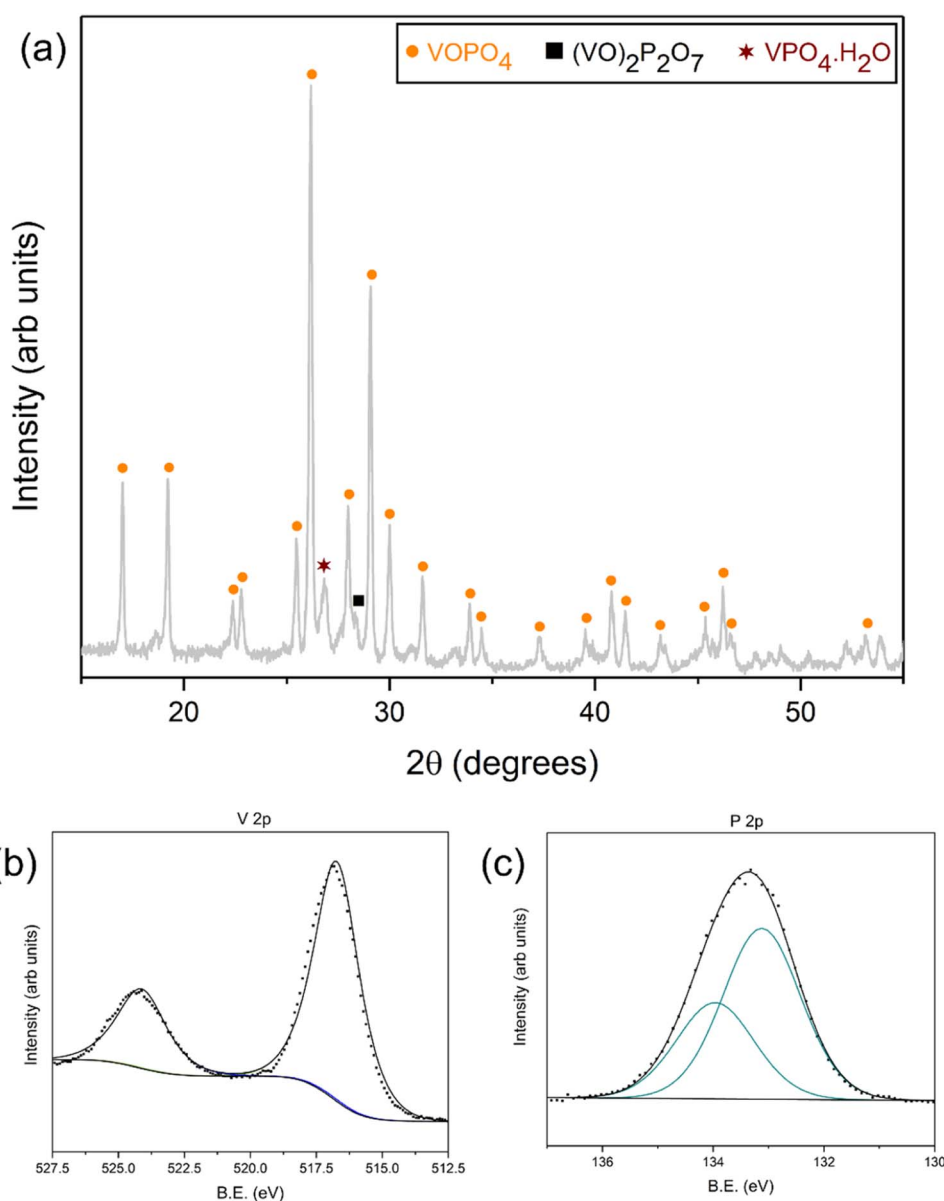 (a)
● VOPO4 ■ (VO)2P2O7 ✶ VPO4.H2O
Intensity (arb units)
20 30 40 50
2θ (degrees)
(b)
V 2p
Intensity (arb units)
527.5 525.0 522.5 520.0 517.5 515.0 512.5
B.E. (eV)
(c)
P 2p
Intensity (arb units)
136 134 132 130
B.E. (eV)